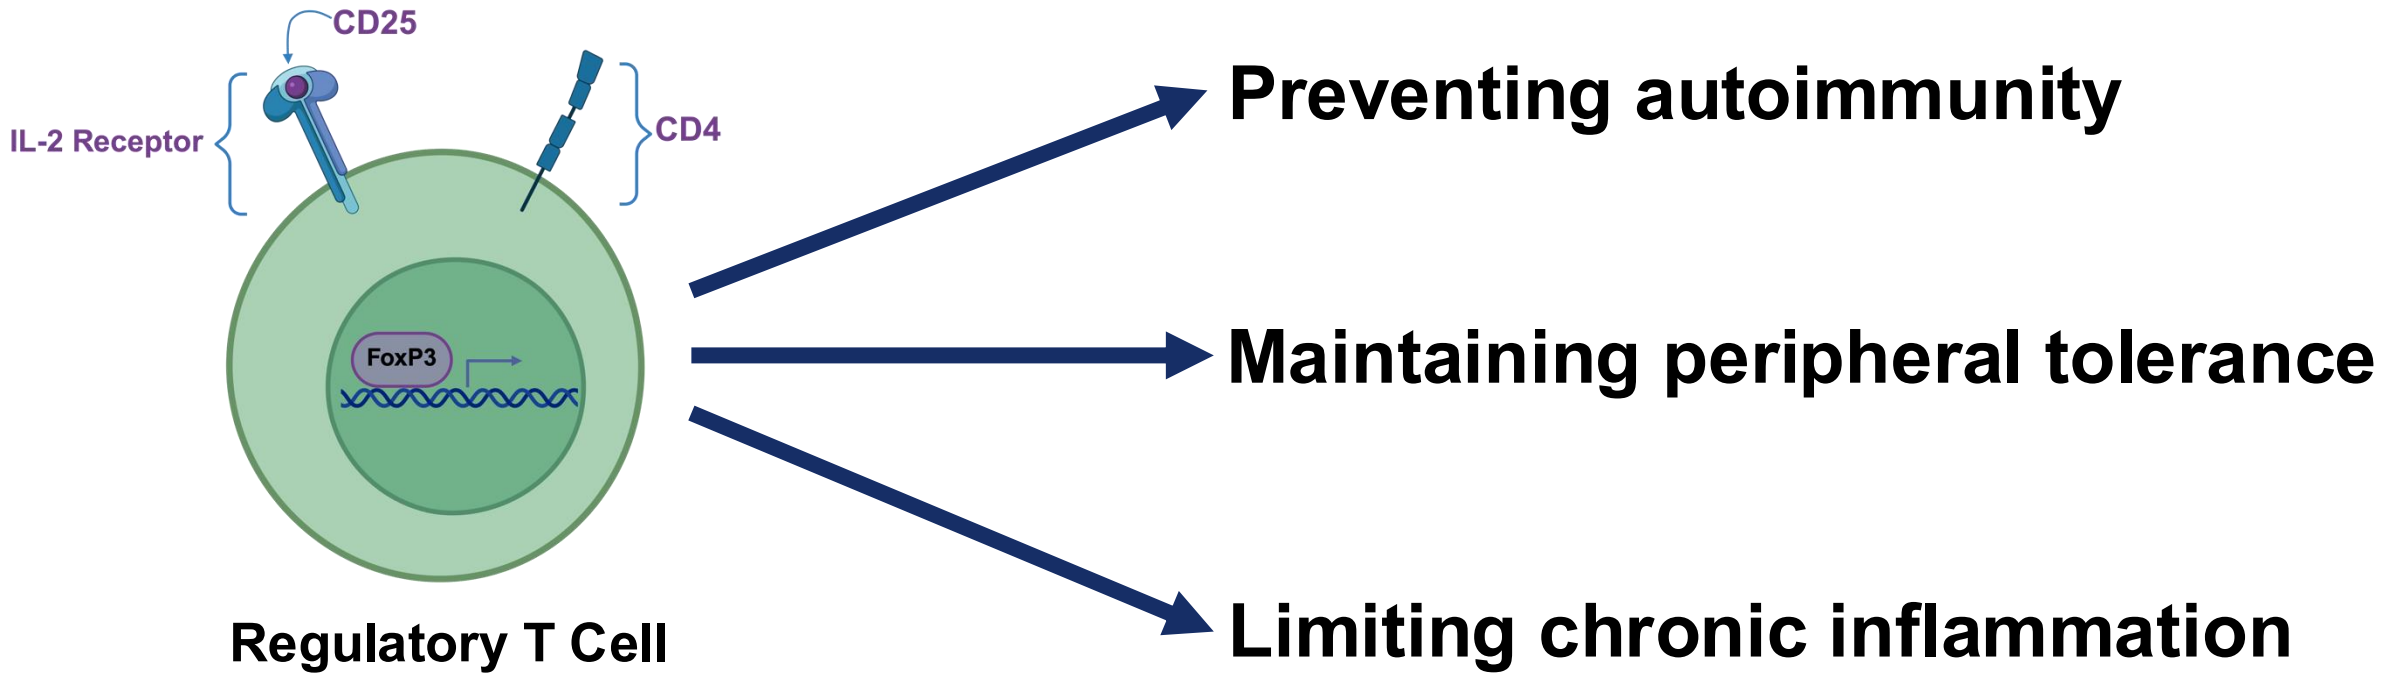 CD25
IL-2 Receptor
CD4
FoxP3
Regulatory T Cell
Preventing autoimmunity
Maintaining peripheral tolerance
Limiting chronic inflammation